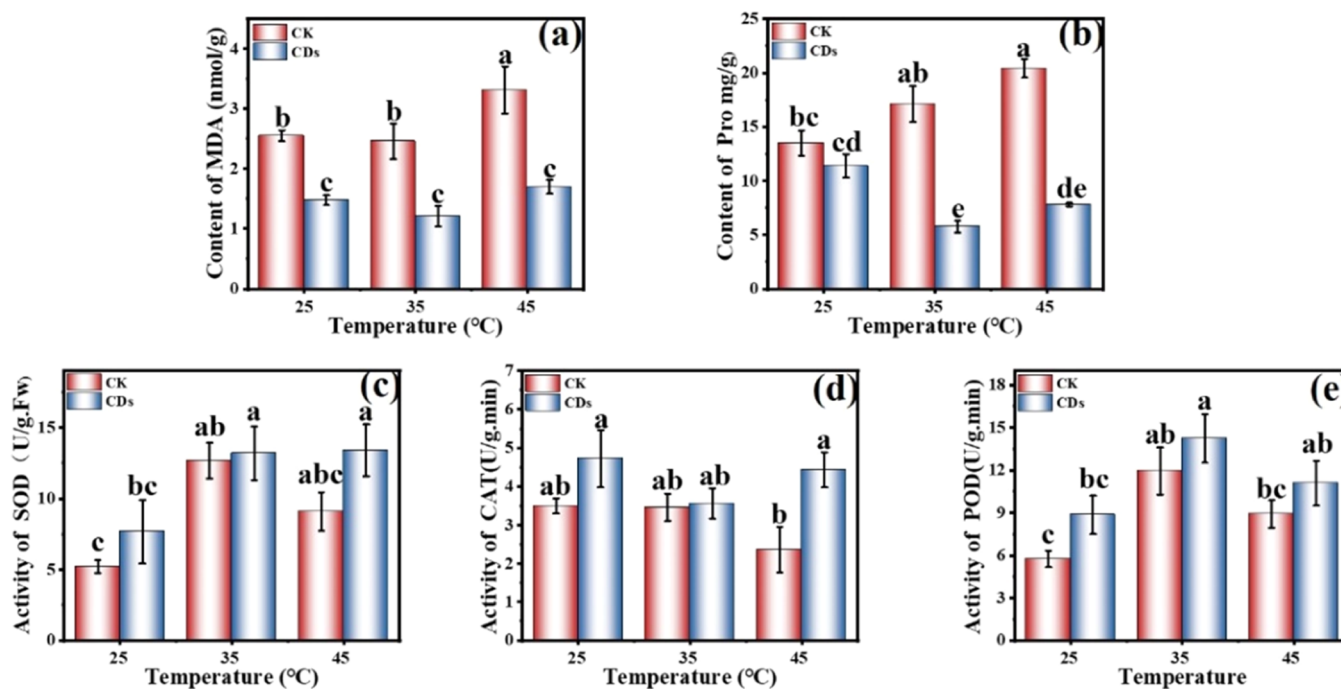 (a)
CK
CDs
Content of MDA (nmol/g)
4
3
2
1
0
b
c
b
c
a
c
25
35
45
Temperature (℃)
(b)
CK
CDs
Content of Pro mg/g
25
20
15
10
5
0
bc
cd
ab
e
a
de
25
35
45
Temperature (℃)
(c)
CK
CDs
Activity of SOD (U/g.Fw)
15
10
5
0
c
bc
ab
a
abc
a
25
35
45
Temperature (℃)
(d)
CK
CDs
Activity of CAT(U/g.min)
7
6
5
4
3
2
1
0
ab
a
ab
ab
b
a
25
35
45
Temperature (℃)
(e)
CK
CDs
Activity of POD(U/g.min)
18
15
12
9
6
3
0
c
bc
ab
a
bc
ab
25
35
45
Temperature